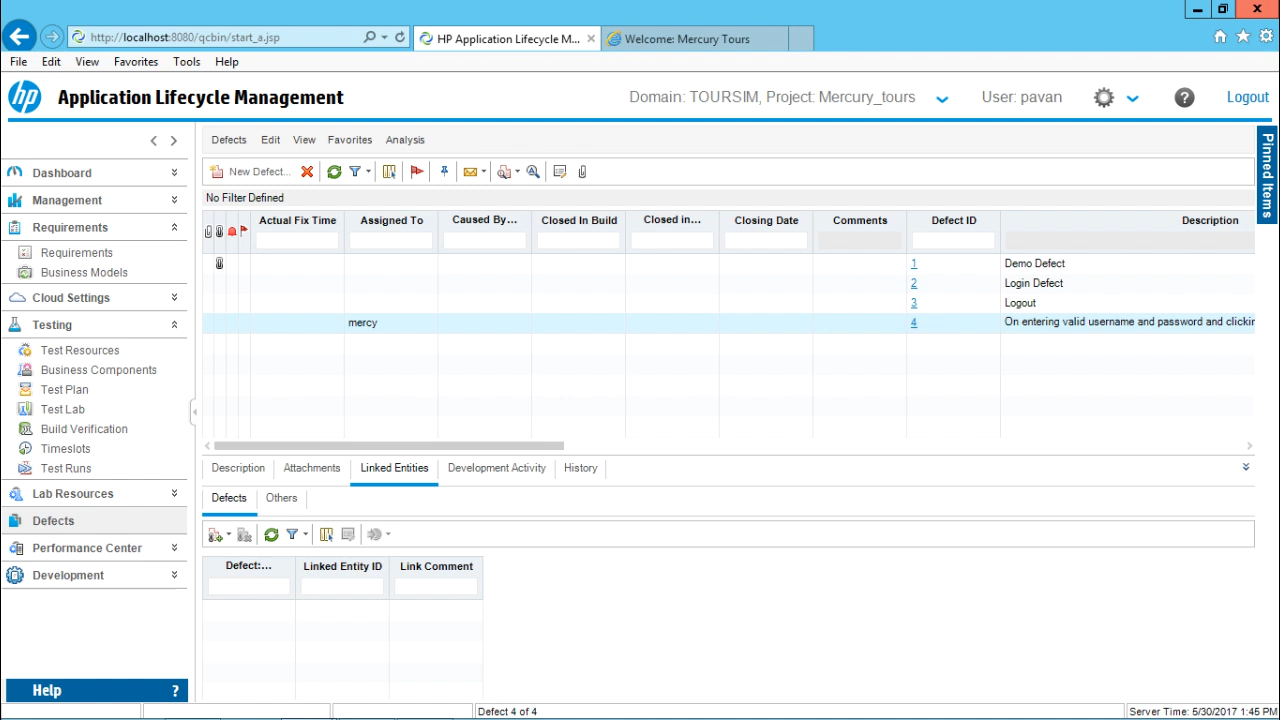 http://localhost:8080/qcbin/start_a.jsp
HP Application Lifecycle M...
Welcome: Mercury Tours
File Edit View Favorites Tools Help
hp
Application Lifecycle Management
Domain: TOURSIM, Project: Mercury_tours
User: pavan
?
Logout
Pinned Items
Dashboard
Management
Requirements
Requirements
Business Models
Cloud Settings
Testing
Test Resources
Business Components
Test Plan
Test Lab
Build Verification
Timeslots
Test Runs
Lab Resources
Defects
Performance Center
Development
Help ?
Defects Edit View Favorites Analysis
New Defect...
No Filter Defined
Actual Fix Time Assigned To Caused By... Closed In Build Closed in... Closing Date Comments Defect ID Description
1 Demo Defect
2 Login Defect
3 Logout
mercy 4 On entering valid username and password and clickin
Description Attachments Linked Entities Development Activity History
Defects Others
Defect:... Linked Entity ID Link Comment
Defect 4 of 4
Server Time: 5/30/2017 1:45 PM